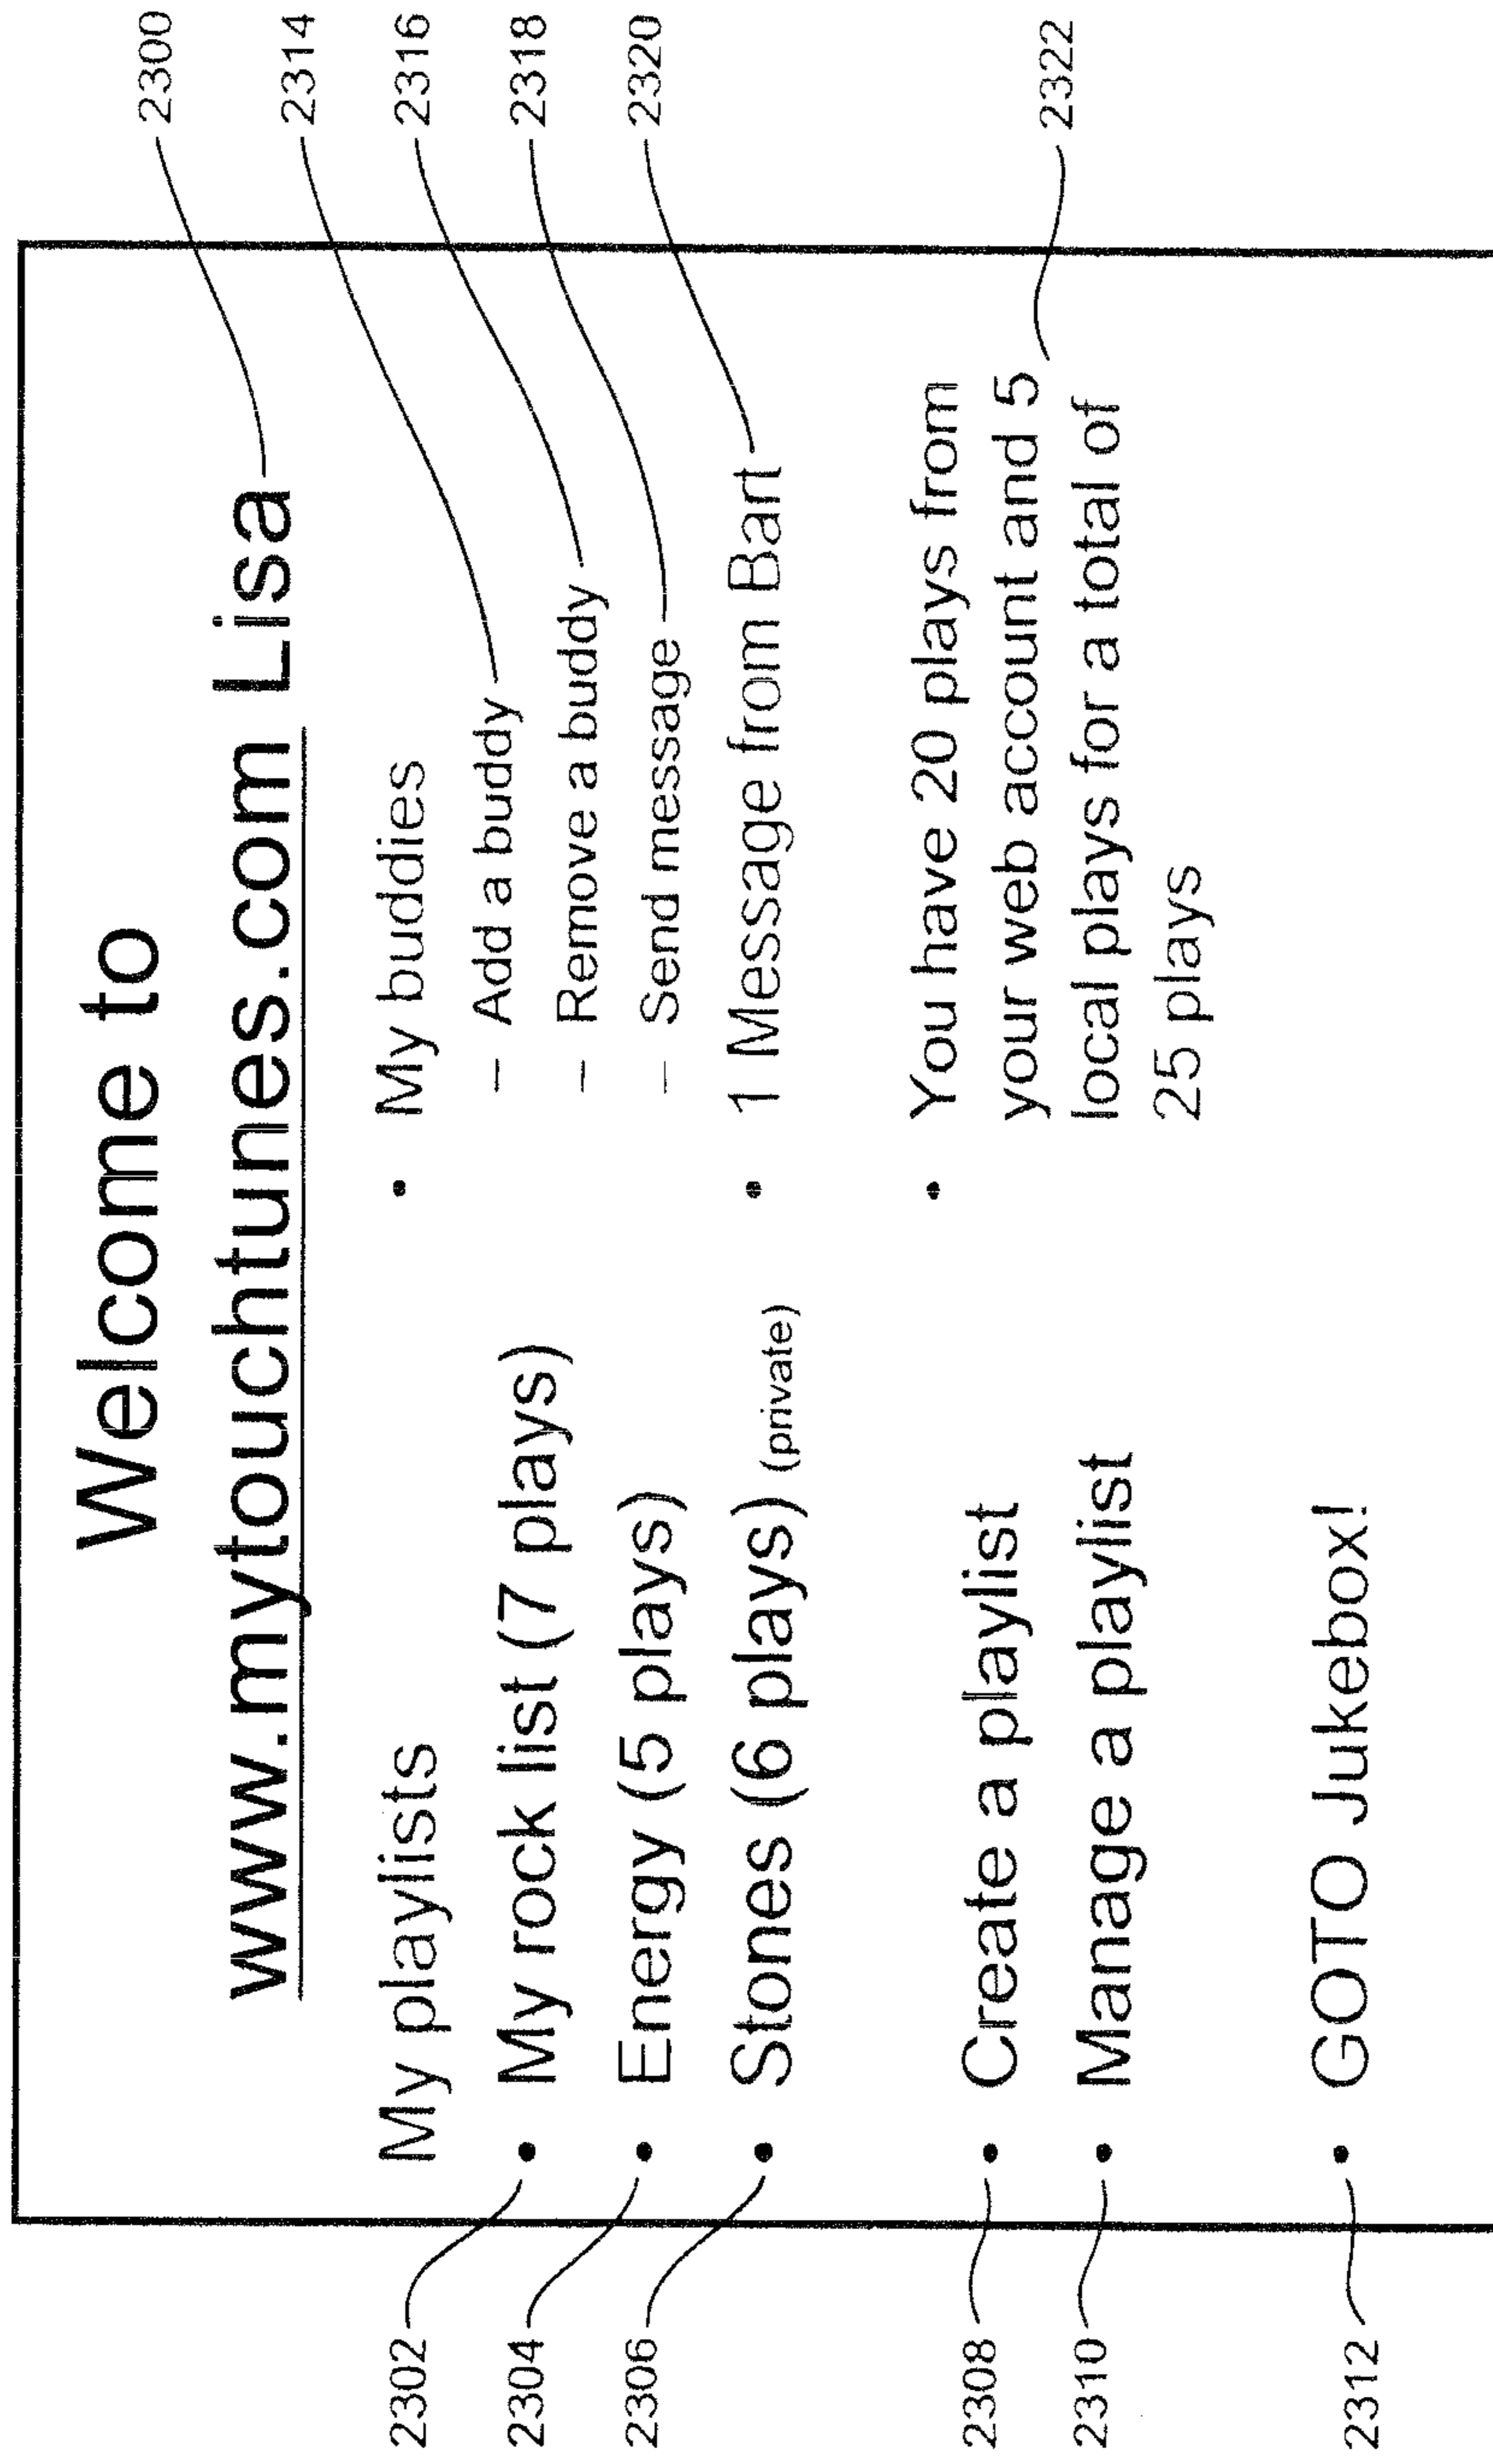 Welcome to
www.mytouchtunes.com Lisa
2300
My playlists
2302
• My rock list (7 plays)
2304
• Energy (5 plays)
2306
• Stones (6 plays) (private)
2308
• Create a playlist
2310
• Manage a playlist
2312
• GOTO Jukebox!
• My buddies
– Add a buddy
2314
– Remove a buddy
2316
– Send message
2318
• 1 Message from Bart
2320
• You have 20 plays from
your web account and 5
local plays for a total of
25 plays
2322